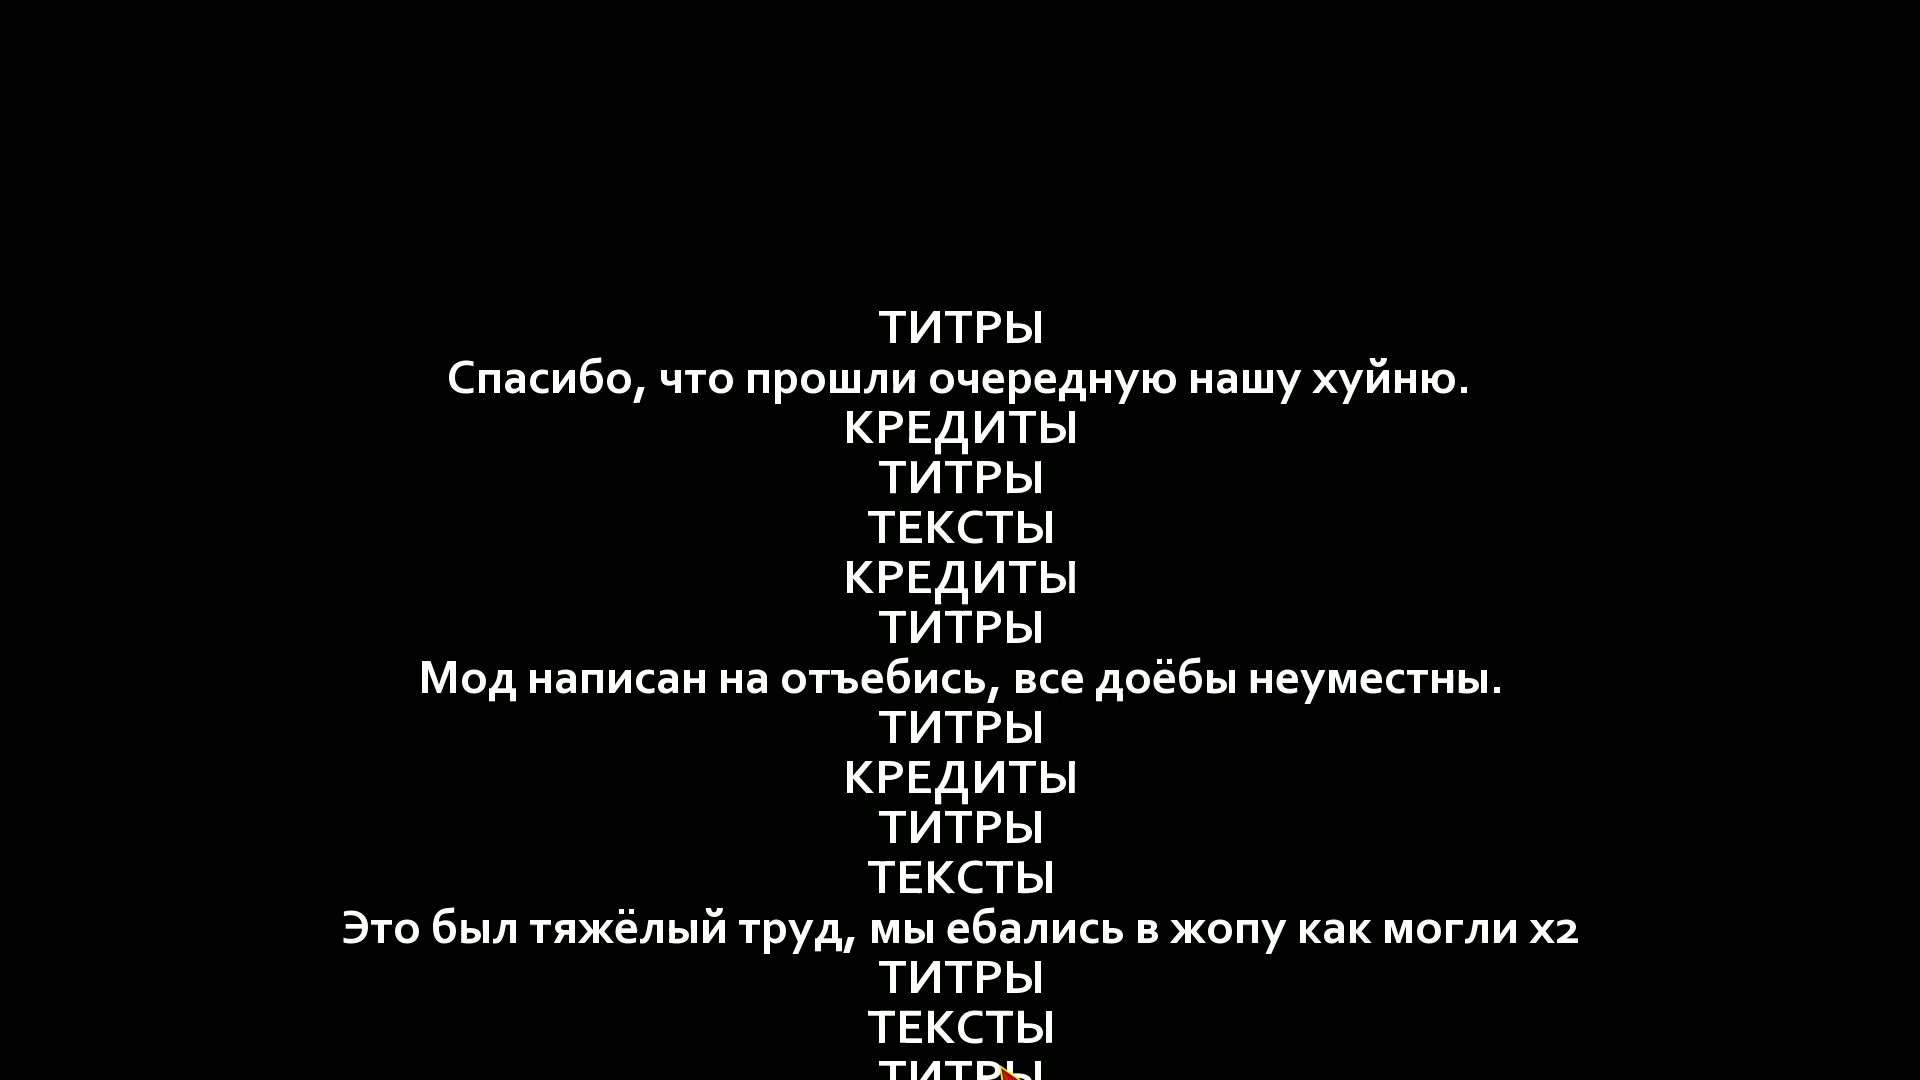 ТИТРЫ
Спасибо, что прошли очередную нашу хуйню.
КРЕДИТЫ
ТИТРЫ
ТЕКСТЫ
КРЕДИТЫ
ТИТРЫ
Мод написан на отъебись, все доёбы неуместны.
ТИТРЫ
КРЕДИТЫ
ТИТРЫ
ТЕКСТЫ
Это был тяжёлый труд, мы ебались в жопу как могли x2
ТИТРЫ
ТЕКСТЫ
ТИТРЫ